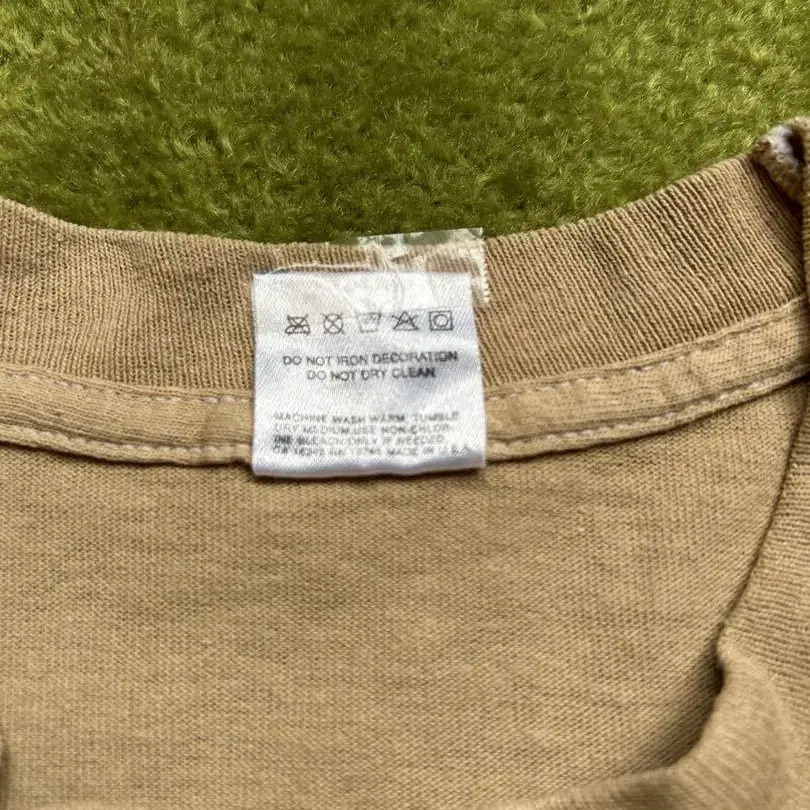 DO NOT IRON DECORATION
DO NOT DRY CLEAN
MACHINE WASH WARM, TUMBLE
DRY MEDIUM, USE NON-CHLOR-
INE BLEACH ONLY IF NEEDED.
MADE IN U.S.A.